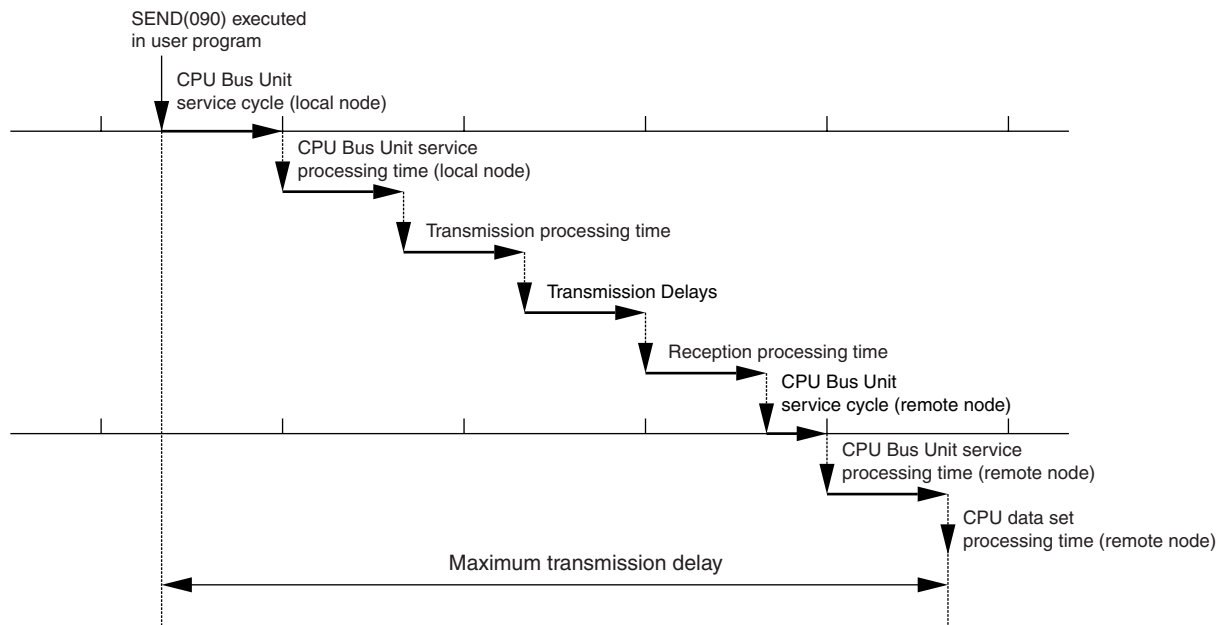 SEND(090) executed
in user program
CPU Bus Unit
service cycle (local node)
CPU Bus Unit service
processing time (local node)
Transmission processing time
Transmission Delays
Reception processing time
CPU Bus Unit
service cycle (remote node)
CPU Bus Unit service
processing time (remote node)
CPU data set
processing time (remote node)
Maximum transmission delay